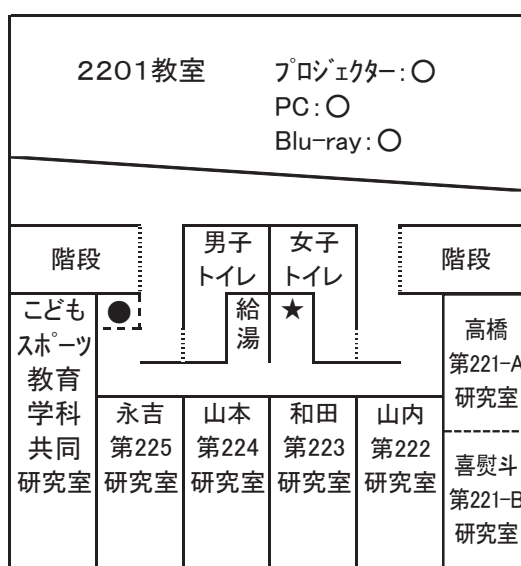 2201教室
プロジェクター:○
PC:○
Blu-ray:○
階段
男子
トイレ
女子
トイレ
階段
こども
スポーツ
教育
学科
共同
研究室
●
給
湯
★
高橋
第221-A
研究室
永吉
第225
研究室
山本
第224
研究室
和田
第223
研究室
山内
第222
研究室
喜熨斗
第221-B
研究室